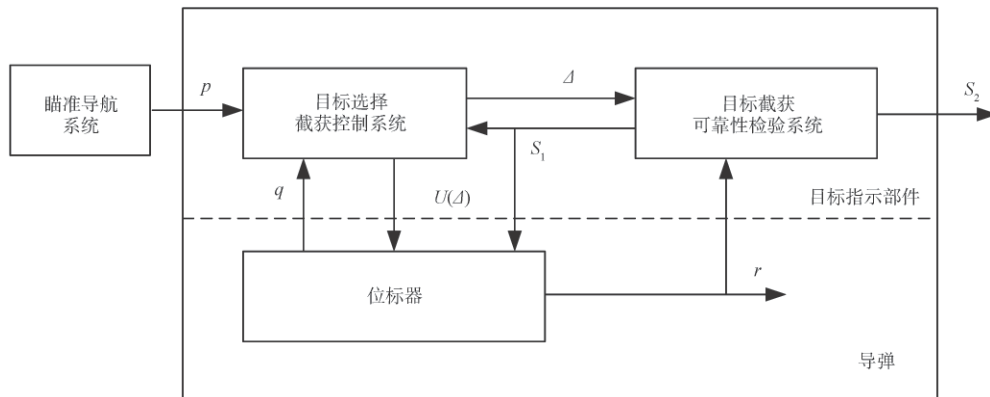 瞄准导航
系统
p
目标选择
截获控制系统
Δ
S₁
目标截获
可靠性检验系统
S₂
q
U(Δ)
目标指示部件
位标器
r
导弹